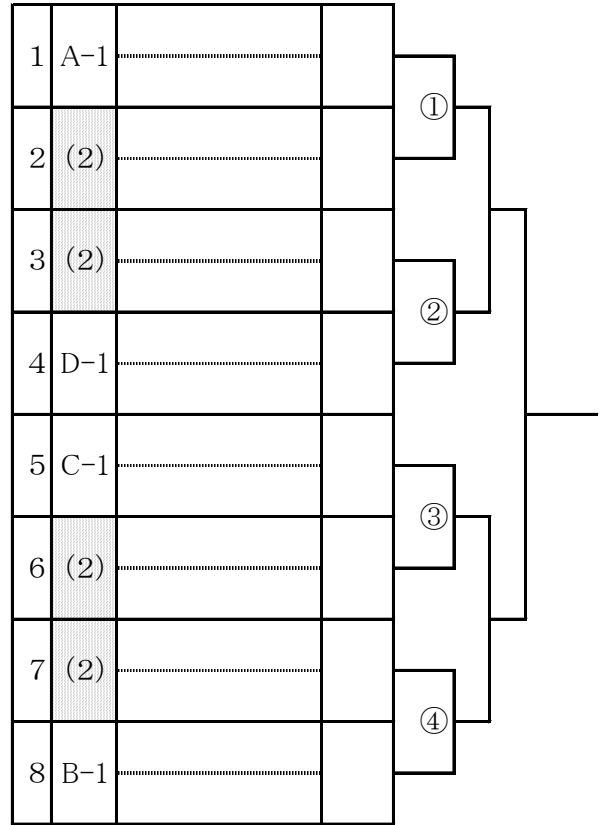 1 A-1
①
2 (2)
3 (2)
②
4 D-1
5 C-1
③
6 (2)
7 (2)
④
8 B-1